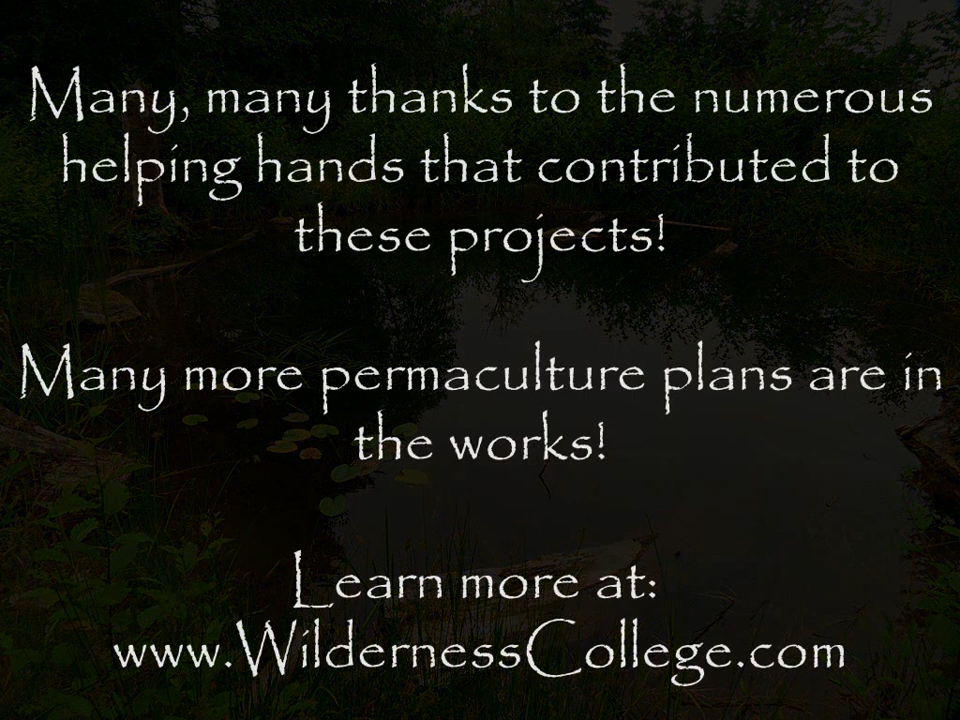 Many, many thanks to the numerous
helping hands that contributed to
these projects!
Many more permaculture plans are in
the works!
Learn more at:
www.WildernessCollege.com